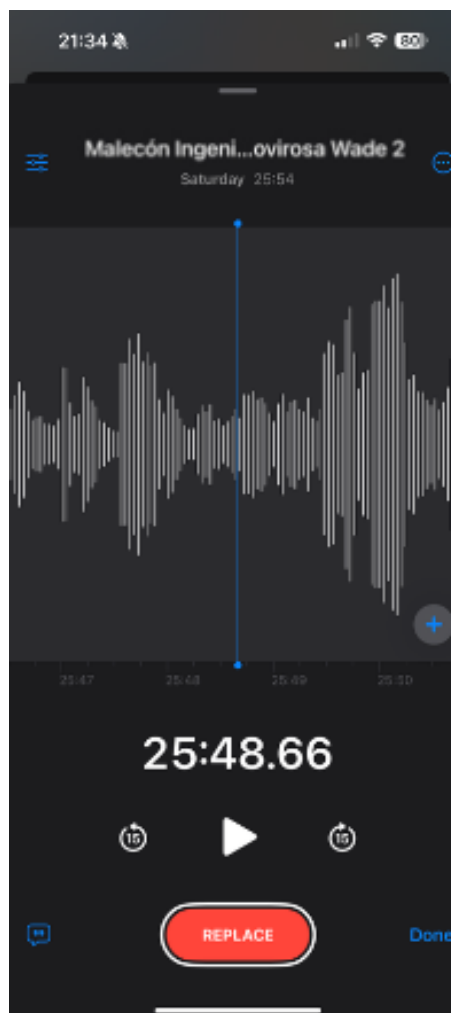 21:34
80
Malecón Ingeni...ovirosa Wade 2
Saturday 25:54
25:47 25:48 25:49 25:50
25:48.66
15 15
REPLACE
Done